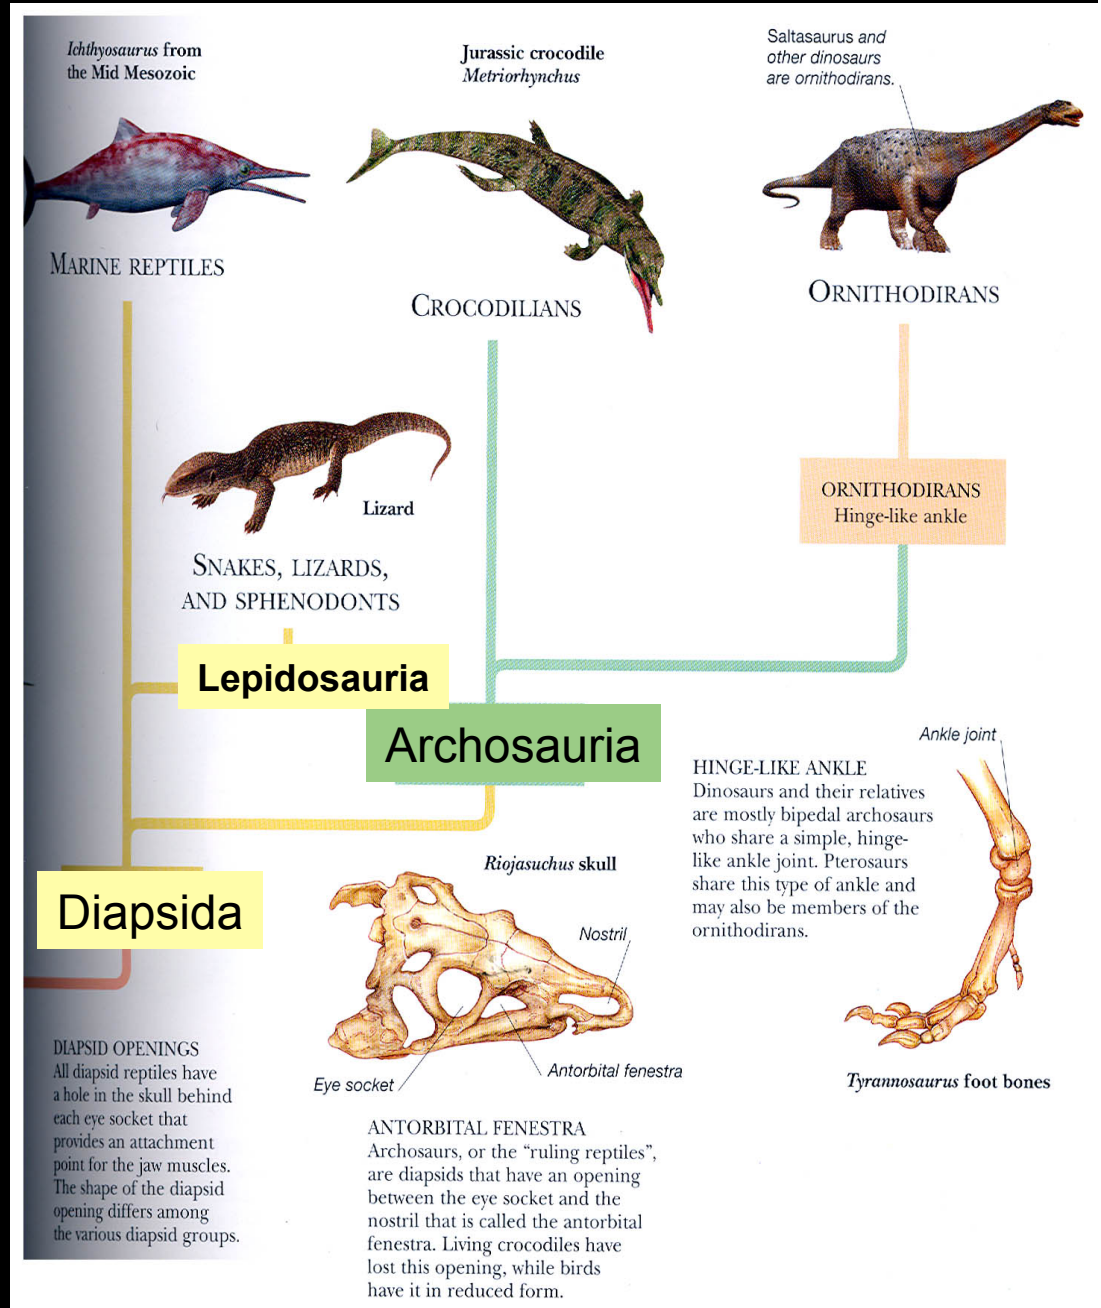 Ichthyosaurus from
the Mid Mesozoic
MARINE REPTILES
Jurassic crocodile
Metriorhynchus
CROCODILIANS
Saltasaurus and
other dinosaurs
are ornithodirans.
ORNITHODIRANS
Lizard
SNAKES, LIZARDS,
AND SPHENODONTS
ORNITHODIRANS
Hinge-like ankle
Lepidosauria
Archosauria
Diapsida
HINGE-LIKE ANKLE
Dinosaurs and their relatives
are mostly bipedal archosaurs
who share a simple, hinge-
like ankle joint. Pterosaurs
share this type of ankle and
may also be members of the
ornithodirans.
Ankle joint
Tyrannosaurus foot bones
Riojasuchus skull
Nostril
Eye socket
Antorbital fenestra
DIAPSID OPENINGS
All diapsid reptiles have
a hole in the skull behind
each eye socket that
provides an attachment
point for the jaw muscles.
The shape of the diapsid
opening differs among
the various diapsid groups.
ANTORBITAL FENESTRA
Archosaurs, or the “ruling reptiles”,
are diapsids that have an opening
between the eye socket and the
nostril that is called the antorbital
fenestra. Living crocodiles have
lost this opening, while birds
have it in reduced form.